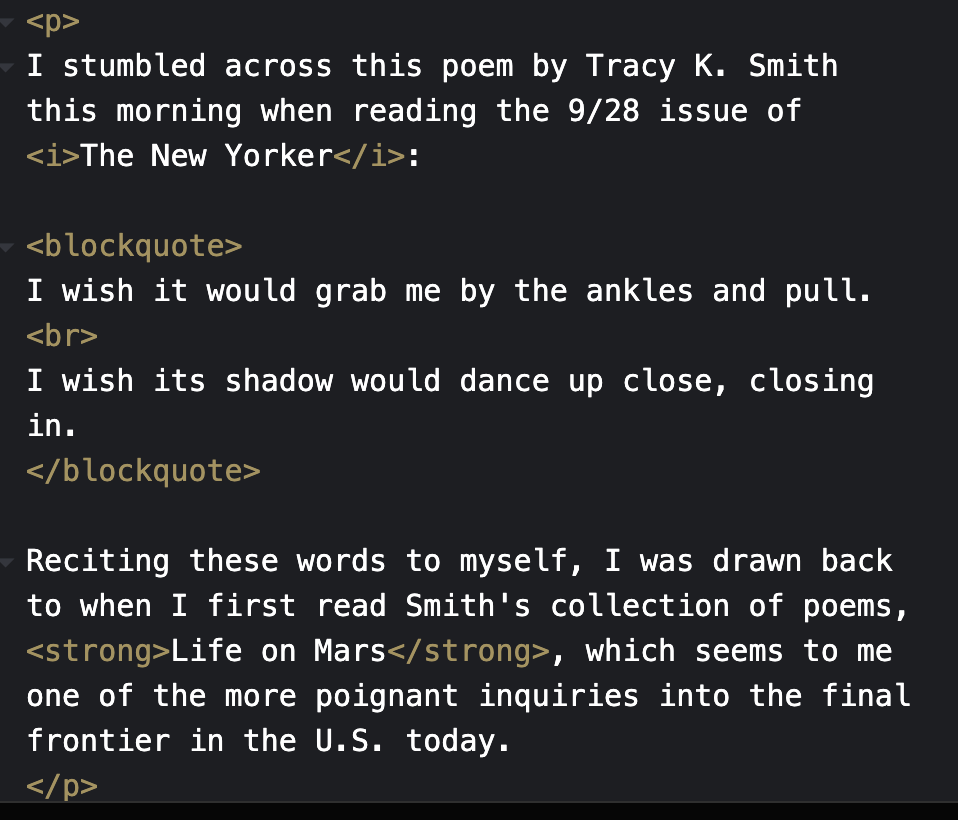 <p>
I stumbled across this poem by Tracy K. Smith
this morning when reading the 9/28 issue of
<i>The New Yorker</i>:
<blockquote>
I wish it would grab me by the ankles and pull.
<br>
I wish its shadow would dance up close, closing
in.
</blockquote>
Reciting these words to myself, I was drawn back
to when I first read Smith's collection of poems,
<strong>Life on Mars</strong>, which seems to me
one of the more poignant inquiries into the final
frontier in the U.S. today.
</p>